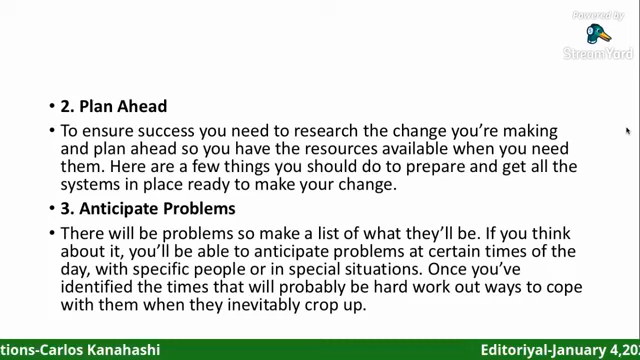 Powered by
StreamYard
• 2. Plan Ahead
• To ensure success you need to research the change you're making
and plan ahead so you have the resources available when you need
them. Here are a few things you should do to prepare and get all the
systems in place ready to make your change.
• 3. Anticipate Problems
• There will be problems so make a list of what they'll be. If you think
about it, you'll be able to anticipate problems at certain times of the
day, with specific people or in special situations. Once you've
identified the times that will probably be hard work out ways to cope
with them when they inevitably crop up.
tions-Carlos Kanahashi Editoriyal-January 4,202